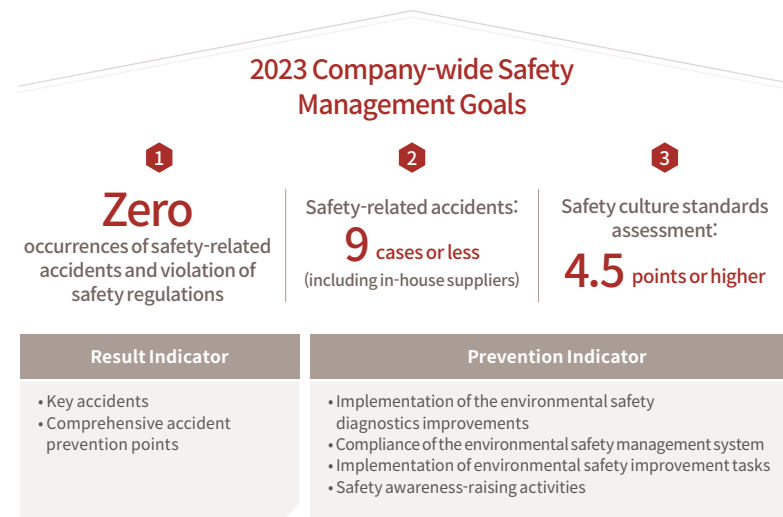 2023 Company-wide Safety
Management Goals
1
Zero
occurrences of safety-related
accidents and violation of
safety regulations
2
Safety-related accidents:
9 cases or less
(including in-house suppliers)
3
Safety culture standards
assessment:
4.5 points or higher
Result Indicator
• Key accidents
• Comprehensive accident
prevention points
Prevention Indicator
• Implementation of the environmental safety
diagnostics improvements
• Compliance of the environmental safety management system
• Implementation of environmental safety improvement tasks
• Safety awareness-raising activities